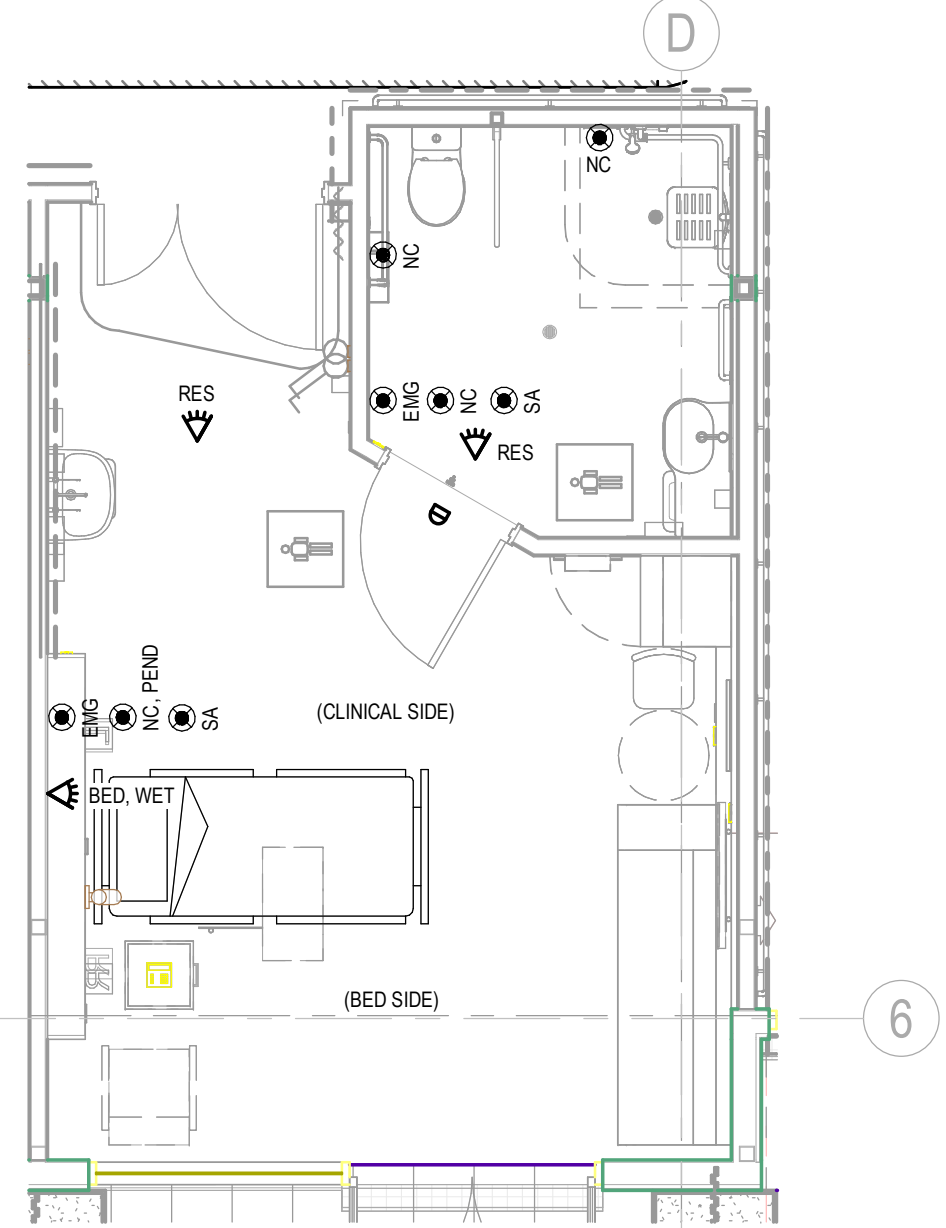 D
NC
NC
RES
EMG
NC
SA
RES
D
EMG
NC, PEND
SA
(CLINICAL SIDE)
BED, WET
(BED SIDE)
6